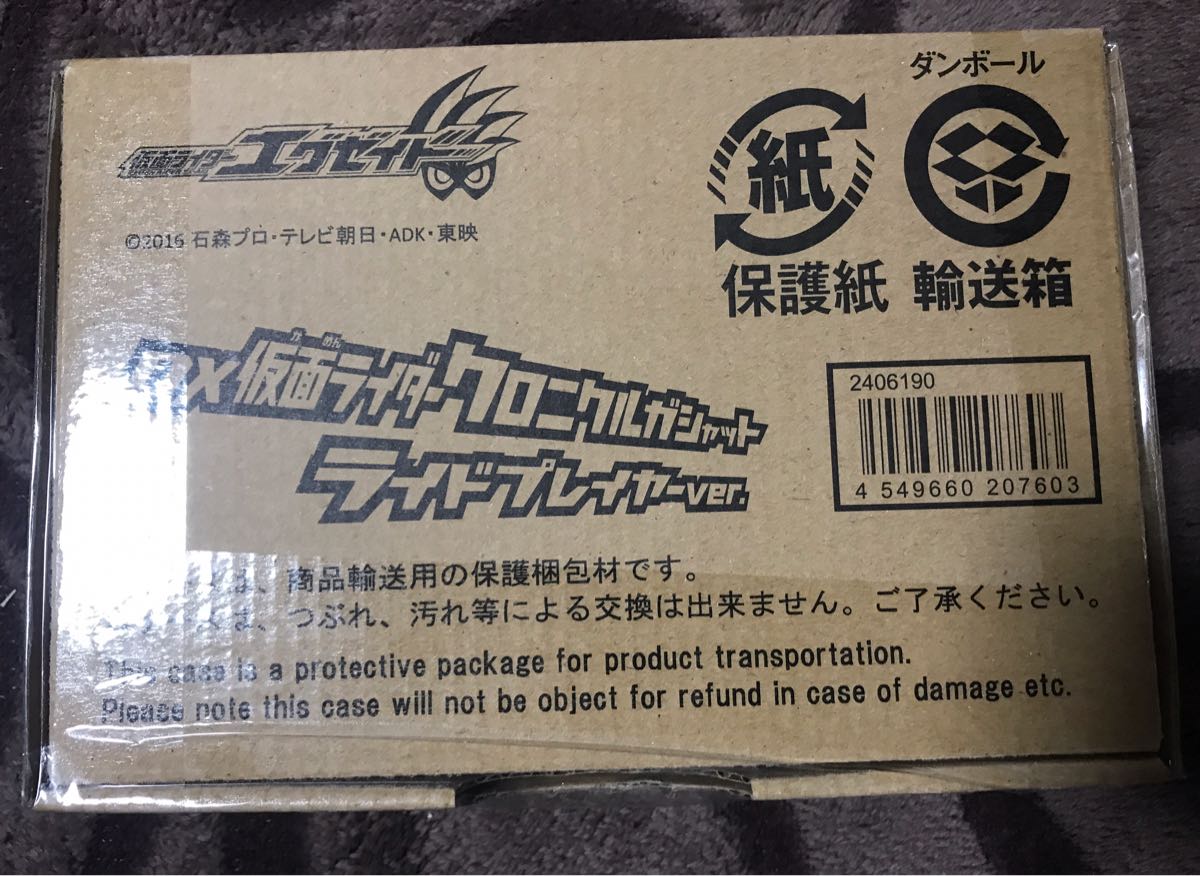 ダンボール
仮面ライダーエグゼイド
紙
©2016 石森プロ・テレビ朝日・ADK・東映
保護紙 輸送箱
かめん
DX仮面ライダークロニクルガシャット
ライドプレイヤーver.
2406190
4 549660 207603
は、商品輸送用の保護梱包材です。
つぶれ、汚れ等による交換は出来ません。ご了承ください。
This case is a protective package for product transportation.
Please note this case will not be object for refund in case of damage etc.